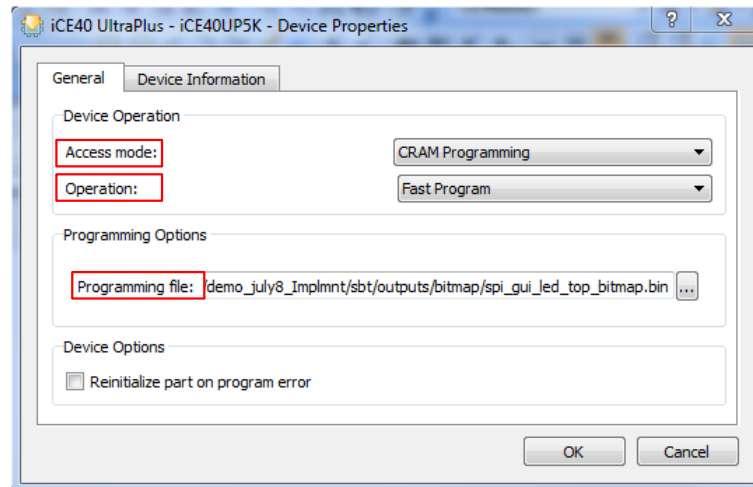 iCE40 UltraPlus - iCE40UP5K - Device Properties
General Device Information
Device Operation
Access mode: CRAM Programming
Operation: Fast Program
Programming Options
Programming file: /demo_july8_Implmnt/sbt/outputs/bitmap/spi_gui_led_top_bitmap.bin ...
Device Options
Reinitialize part on program error
OK Cancel